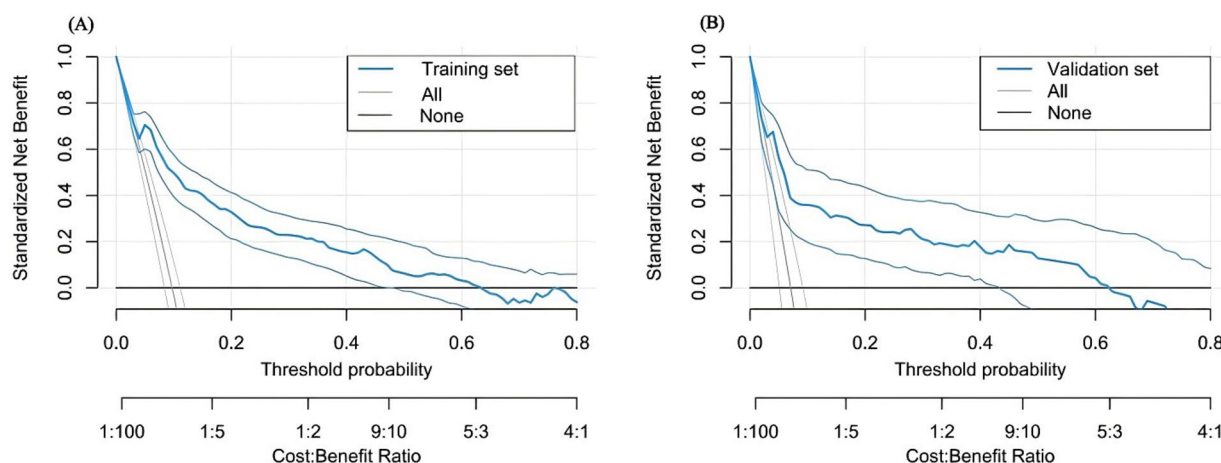 (A)
Standardized Net Benefit
1.0
0.8
0.6
0.4
0.2
0.0
Training set
All
None
0.0 0.2 0.4 0.6 0.8
Threshold probability
1:100 1:5 1:2 9:10 5:3 4:1
Cost:Benefit Ratio
(B)
Standardized Net Benefit
1.0
0.8
0.6
0.4
0.2
0.0
Validation set
All
None
0.0 0.2 0.4 0.6 0.8
Threshold probability
1:100 1:5 1:2 9:10 5:3 4:1
Cost:Benefit Ratio